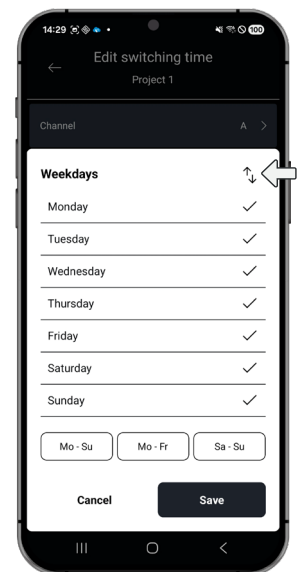 14:29 100
Edit switching time
Project 1
Channel A
Weekdays
Monday
Tuesday
Wednesday
Thursday
Friday
Saturday
Sunday
Mo - Su Mo - Fr Sa - Su
Cancel Save